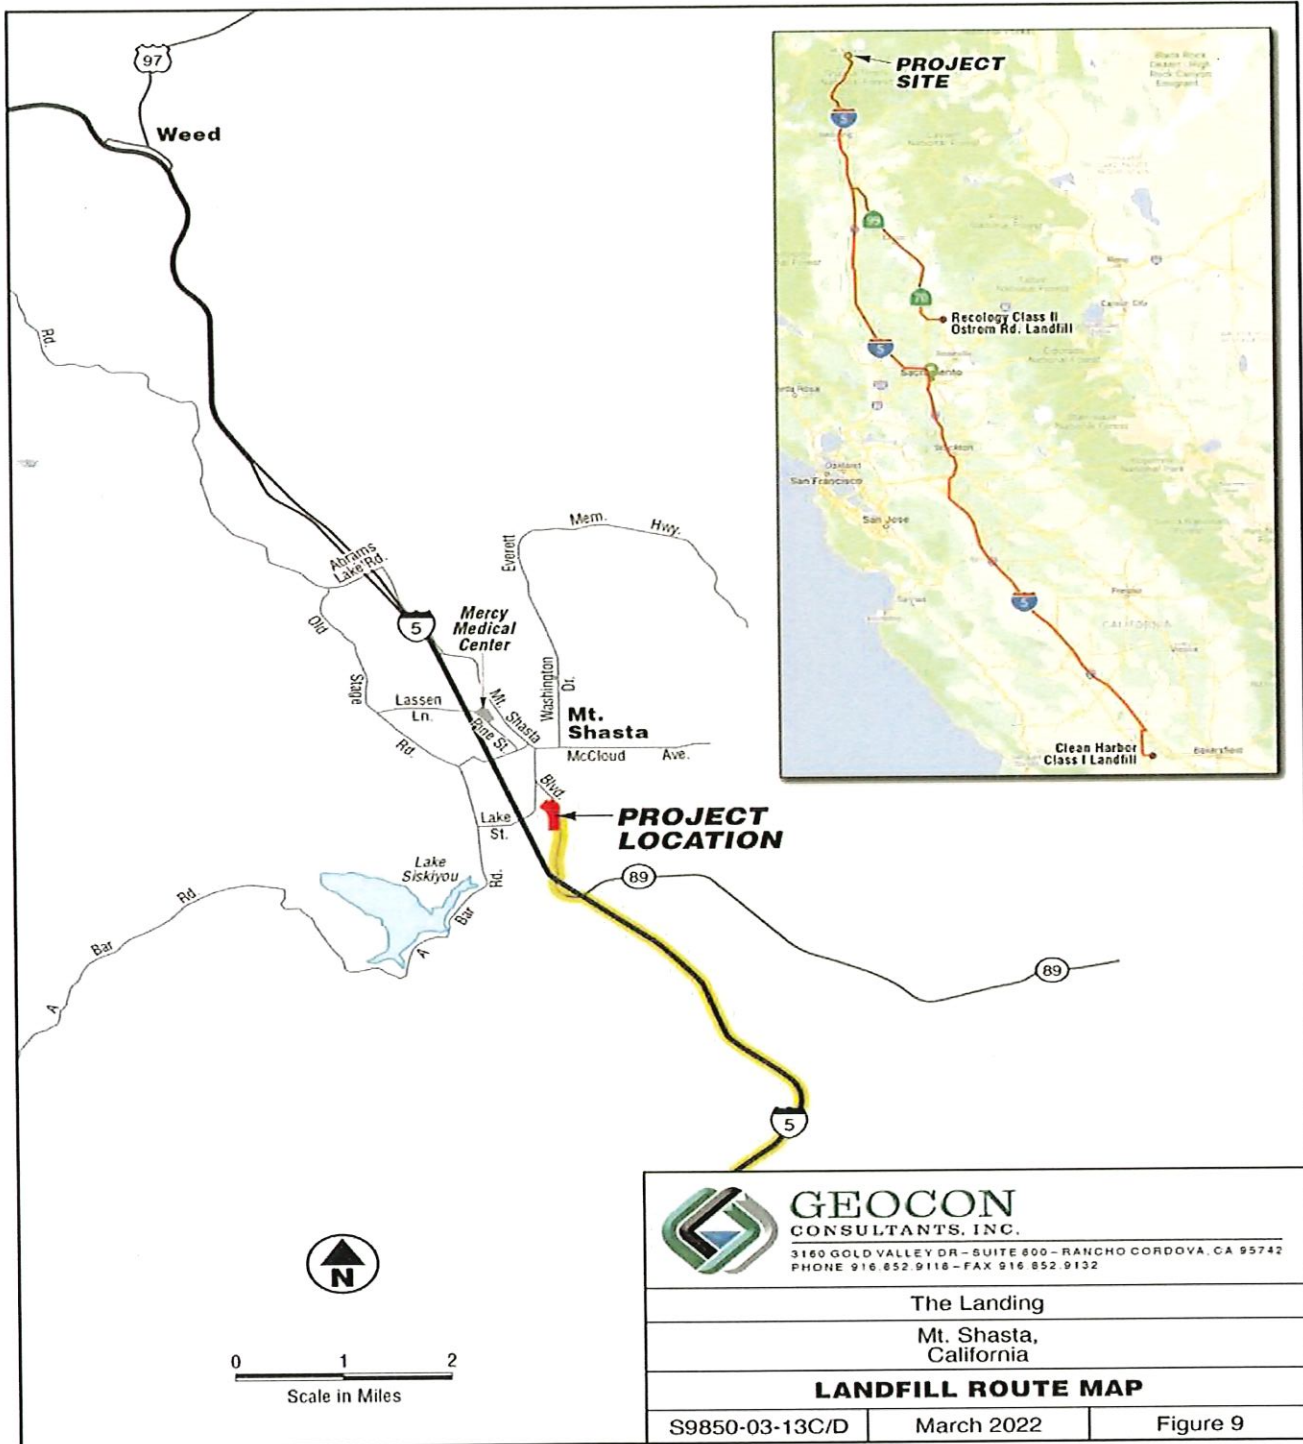 97
Weed
Rd.
Abrams
Lake Rd.
5
Mercy
Medical
Center
Old
Stage
Rd.
Lassen
Ln.
Pine St.
Mt. Shasta
Blvd.
Everett
Mem.
Hwy.
Washington
Dr.
Mt.
Shasta
McCloud Ave.
Lake
St.
PROJECT
LOCATION
Lake
Siskiyou
Rd.
A Bar
A Bar Rd.
89
89
5
PROJECT
SITE
5
99
70
Recology Class II
Ostrom Rd. Landfill
5
Sacramento
Stockton
Oakland
San Francisco
San Jose
5
Fresno
CALIFORNIA
Clean Harbor
Class I Landfill
Bakersfield
N
0 1 2
Scale in Miles
GEOCON
CONSULTANTS, INC.
3160 GOLD VALLEY DR – SUITE 800 – RANCHO CORDOVA, CA 95742
PHONE 916.852.9118 – FAX 916.852.9132
The Landing
Mt. Shasta,
California
LANDFILL ROUTE MAP
S9850-03-13C/D
March 2022
Figure 9